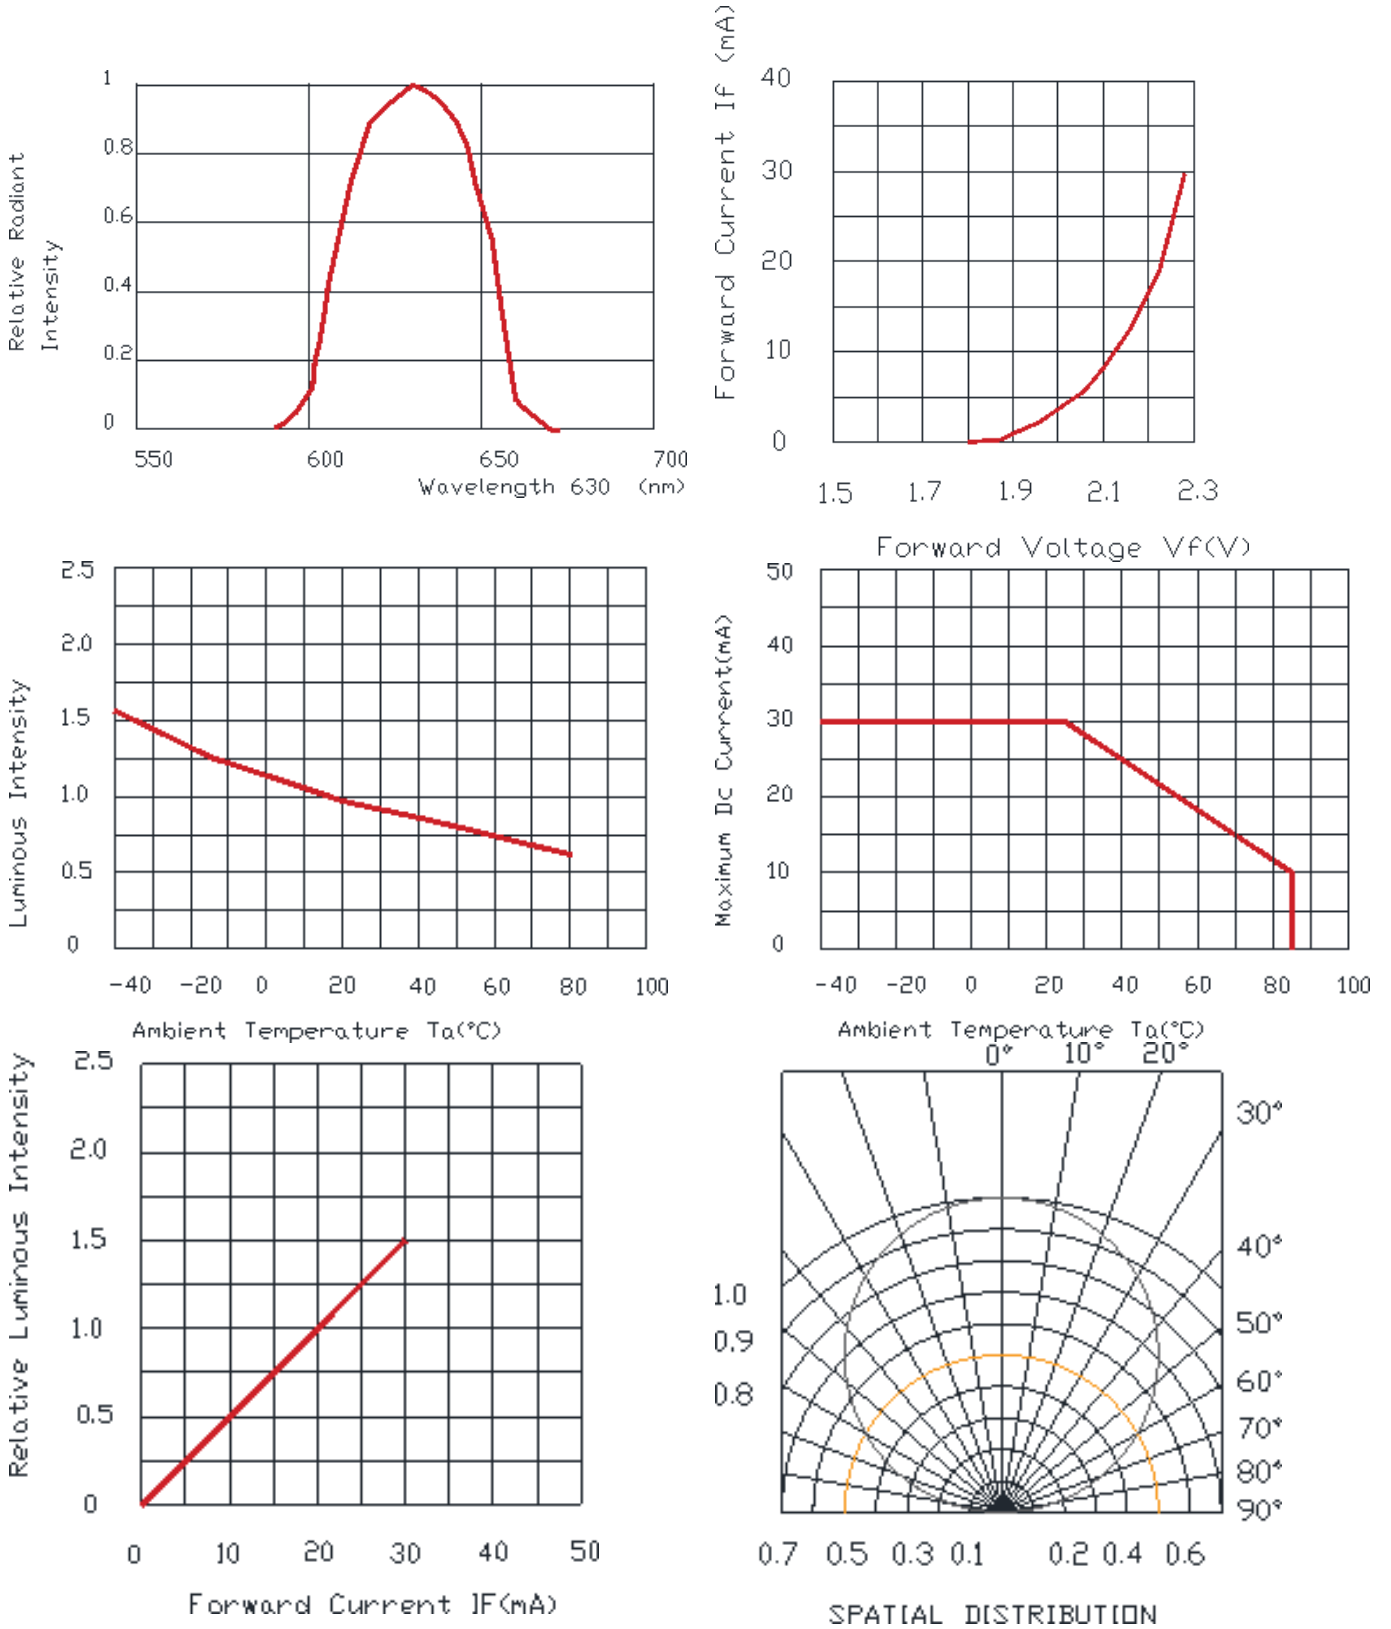 Relative Radiant
Intensity
1
0.8
0.6
0.4
0.2
0
550 600 650 700
Wavelength 630 (nm)
Forward Current If (mA)
40
30
20
10
0
1.5 1.7 1.9 2.1 2.3
Forward Voltage Vf(V)
Luminous Intensity
2.5
2.0
1.5
1.0
0.5
0
-40 -20 0 20 40 60 80 100
Ambient Temperature Ta(°C)
Maximum Dc Current(mA)
50
40
30
20
10
0
-40 -20 0 20 40 60 80 100
Ambient Temperature Ta(°C)
Relative Luminous Intensity
2.5
2.0
1.5
1.0
0.5
0
0 10 20 30 40 50
Forward Current IF(mA)
0° 10° 20°
30°
40°
50°
60°
70°
80°
90°
1.0
0.9
0.8
0.7 0.5 0.3 0.1 0.2 0.4 0.6
SPATIAL DISTRIBUTION